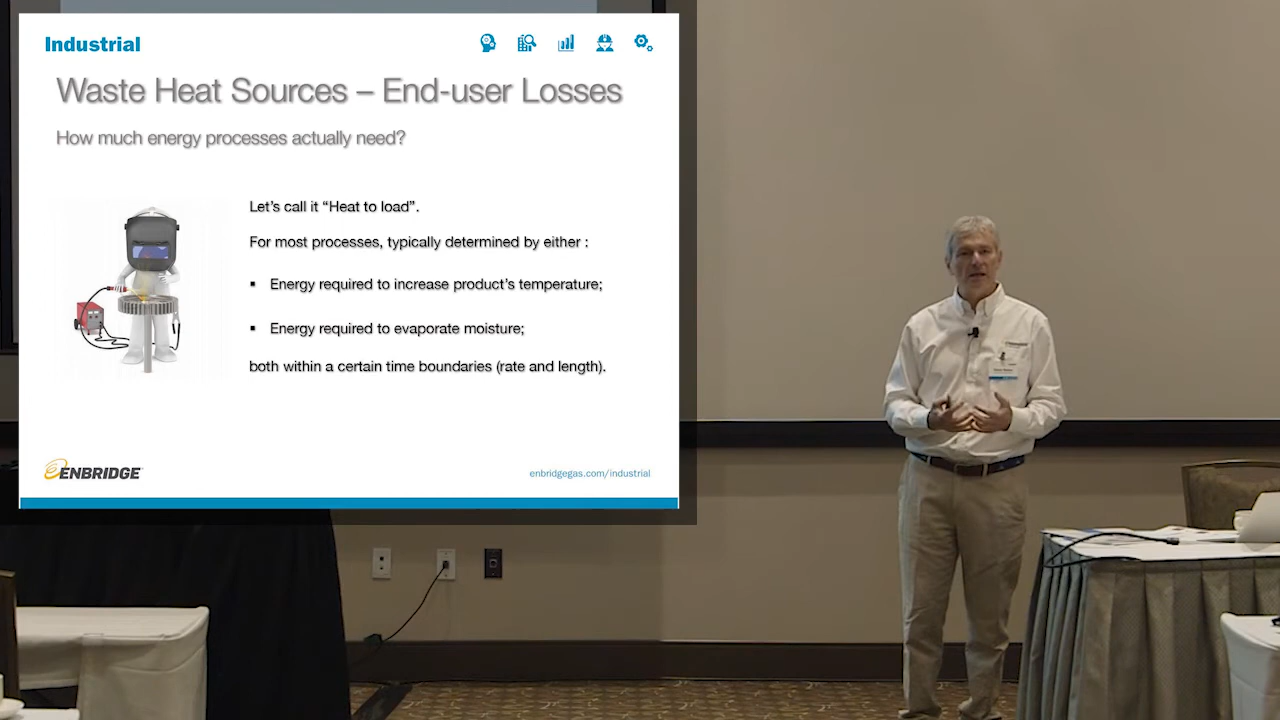 Industrial
Waste Heat Sources – End-user Losses
How much energy processes actually need?
Let's call it “Heat to load”.
For most processes, typically determined by either :
▪ Energy required to increase product's temperature;
▪ Energy required to evaporate moisture;
both within a certain time boundaries (rate and length).
ENBRIDGE
enbridgegas.com/industrial